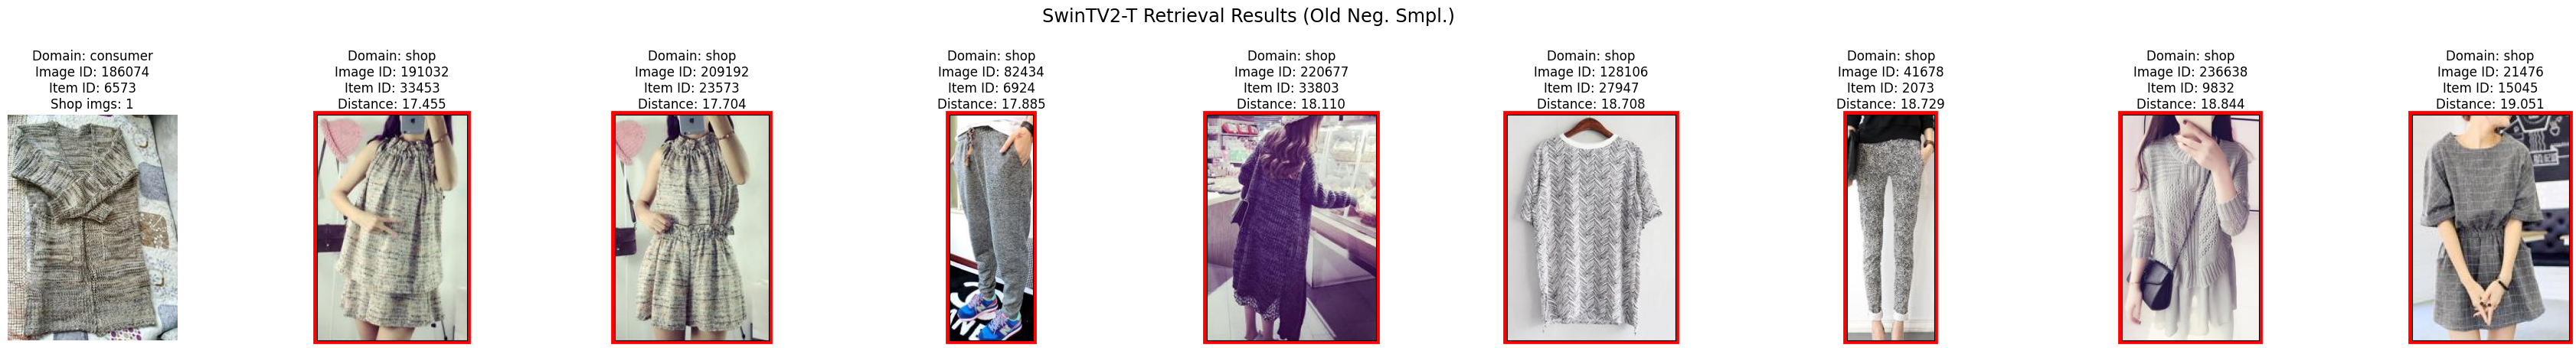 SwinTV2-T Retrieval Results (Old Neg. Smpl.)
Domain: consumer
Image ID: 186074
Item ID: 6573
Shop imgs: 1
Domain: shop
Image ID: 191032
Item ID: 33453
Distance: 17.455
Domain: shop
Image ID: 209192
Item ID: 23573
Distance: 17.704
Domain: shop
Image ID: 82434
Item ID: 6924
Distance: 17.885
Domain: shop
Image ID: 220677
Item ID: 33803
Distance: 18.110
Domain: shop
Image ID: 128106
Item ID: 27947
Distance: 18.708
Domain: shop
Image ID: 41678
Item ID: 2073
Distance: 18.729
Domain: shop
Image ID: 236638
Item ID: 9832
Distance: 18.844
Domain: shop
Image ID: 21476
Item ID: 15045
Distance: 19.051